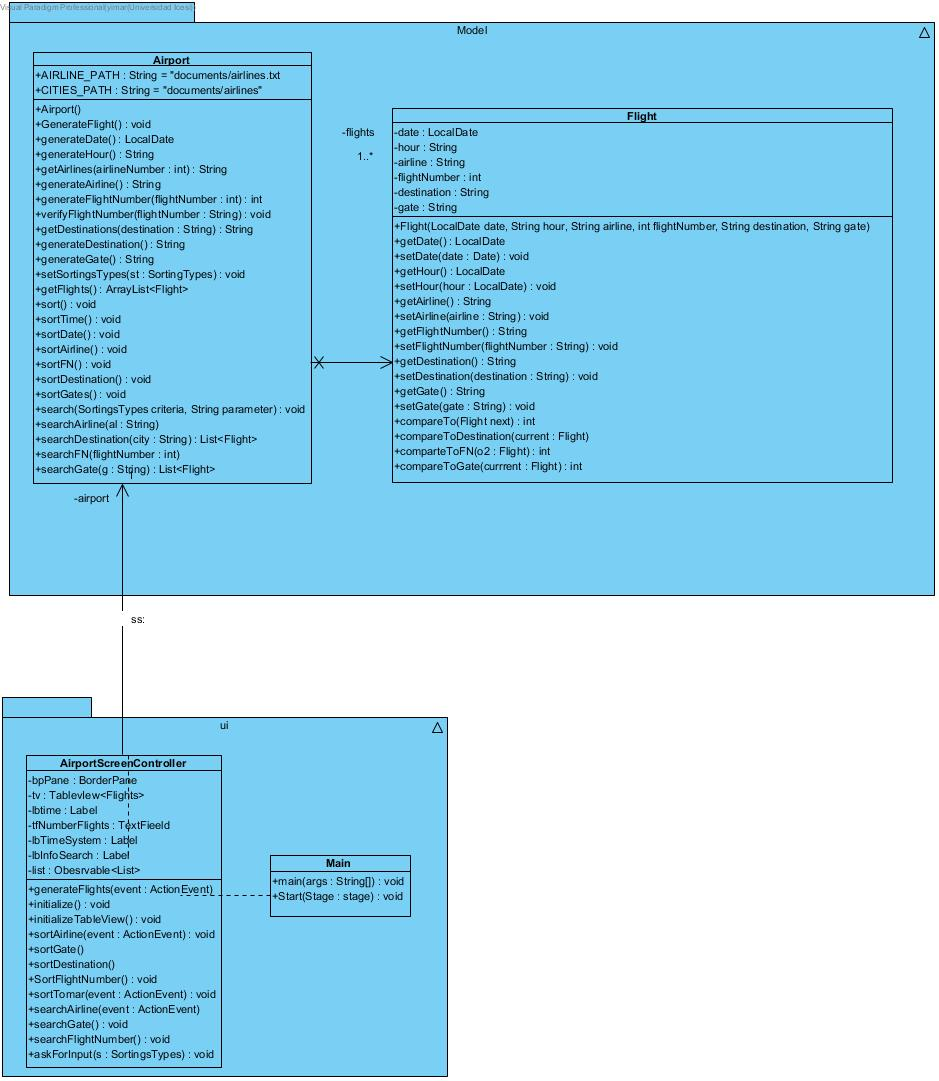 Visual Paradigm Professional(yimar(Universidad Icesi))
Model
Airport
+AIRLINE_PATH : String = "documents/airlines.txt
+CITIES_PATH : String = "documents/airlines"
+Airport()
+GenerateFlight() : void
+generateDate() : LocalDate
+generateHour() : String
+getAirlines(airlineNumber : int) : String
+generateAirline() : String
+generateFlightNumber(flightNumber : int) : int
+verifyFlightNumber(flightNumber : String) : void
+getDestinations(destination : String) : String
+generateDestination() : String
+generateGate() : String
+setSortingsTypes(st : SortingTypes) : void
+getFlights() : ArrayList<Flight>
+sort() : void
+sortTime() : void
+sortDate() : void
+sortAirline() : void
+sortFN() : void
+sortDestination() : void
+sortGates() : void
+search(SortingsTypes criteria, String parameter) : void
+searchAirline(al : String)
+searchDestination(city : String) : List<Flight>
+searchFN(flightNumber : int)
+searchGate(g : String) : List<Flight>
-flights
1..*
Flight
-date : LocalDate
-hour : String
-airline : String
-flightNumber : int
-destination : String
-gate : String
+Flight(LocalDate date, String hour, String airline, int flightNumber, String destination, String gate)
+getDate() : LocalDate
+setDate(date : Date) : void
+getHour() : LocalDate
+setHour(hour : LocalDate) : void
+getAirline() : String
+setAirline(airline : String) : void
+getFlightNumber() : String
+setFlightNumber(flightNumber : String) : void
+getDestination() : String
+setDestination(destination : String) : void
+getGate() : String
+setGate(gate : String) : void
+compareTo(Flight next) : int
+compareToDestination(current : Flight)
+comparteToFN(o2 : Flight) : int
+compareToGate(currrent : Flight) : int
-airport
ss:
ui
AirportScreenController
-bpPane : BorderPane
-tv : Tableview<Flights>
-lbtime : Label
-tfNumberFlights : TextFieeld
-lbTimeSystem : Label
-lbInfoSearch : Label
-list : Obesrvable<List>
+generateFlights(event : ActionEvent)
+initialize() : void
+initializeTableView() : void
+sortAirline(event : ActionEvent) : void
+sortGate()
+sortDestination()
+SortFlightNumber() : void
+sortTomar(event : ActionEvent) : void
+searchAirline(event : ActionEvent)
+searchGate() : void
+searchFlightNumber() : void
+askForInput(s : SortingsTypes) : void
Main
+main(args : String[]) : void
+Start(Stage : stage) : void